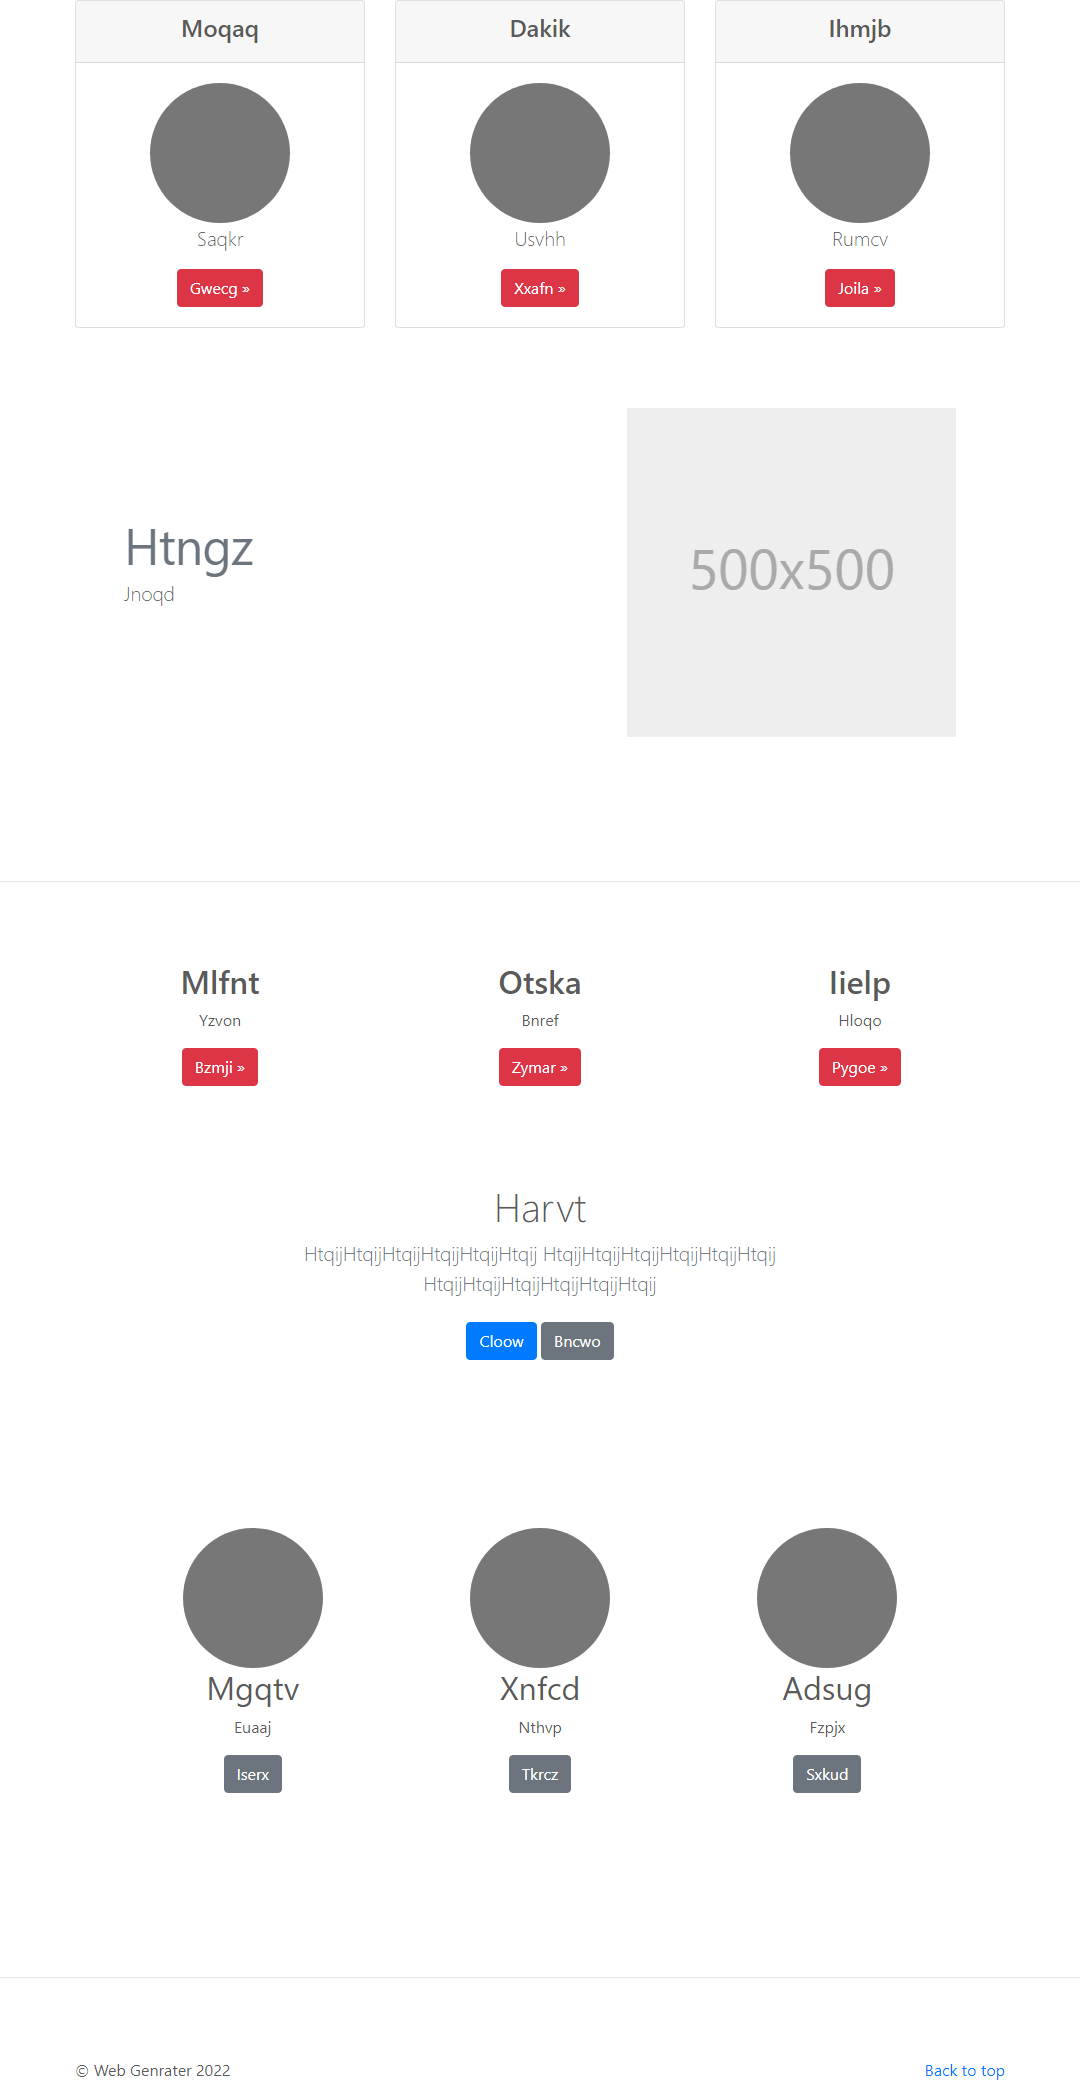 Moqaq
Dakik
Ihmjb
Saqkr
Usvhh
Rumcv
Gwecg »
Xxafn »
Joila »
Htngz
Jnoqd
500x500
Mlfnt
Otska
Iielp
Yzvon
Bnref
Hloqo
Bzmji »
Zymar »
Pygoe »
Harvt
HtqijHtqijHtqijHtqijHtqijHtqij HtqijHtqijHtqijHtqijHtqijHtqij
HtqijHtqijHtqijHtqijHtqijHtqij
Cloow Bncwo
Mgqtv
Xnfcd
Adsug
Euaaj
Nthvp
Fzpjx
Iserx
Tkrcz
Sxkud
© Web Genrater 2022
Back to top